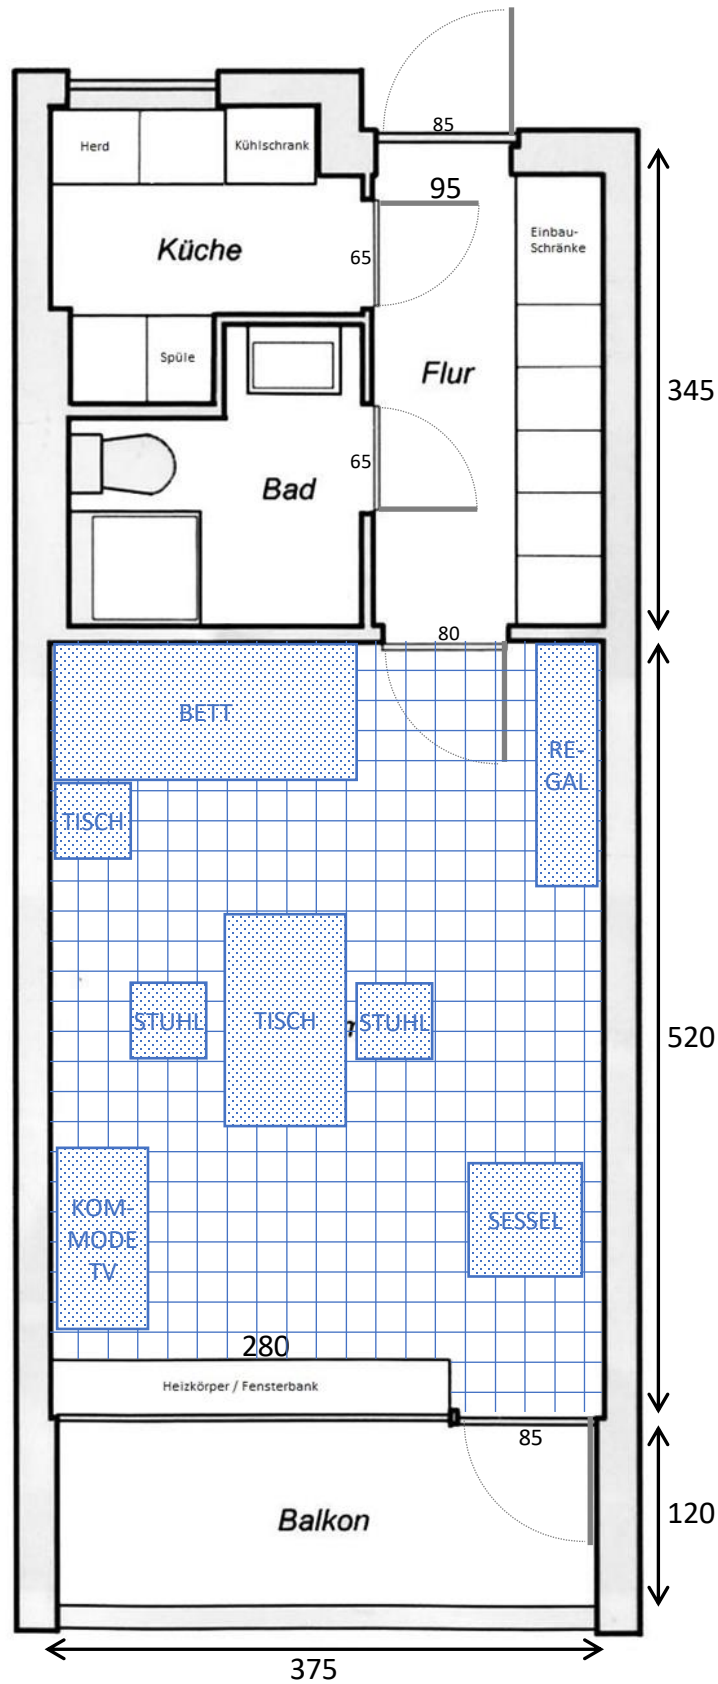 85
Herd
Kühlschrank
95
Einbau-
Schränke
Küche
65
Spüle
Flur
345
65
Bad
80
BETT
RE-
GAL
TISCH
STUHL
TISCH
STUHL
520
KOM-
MODE
TV
SESSEL
280
Heizkörper / Fensterbank
85
Balkon
120
375